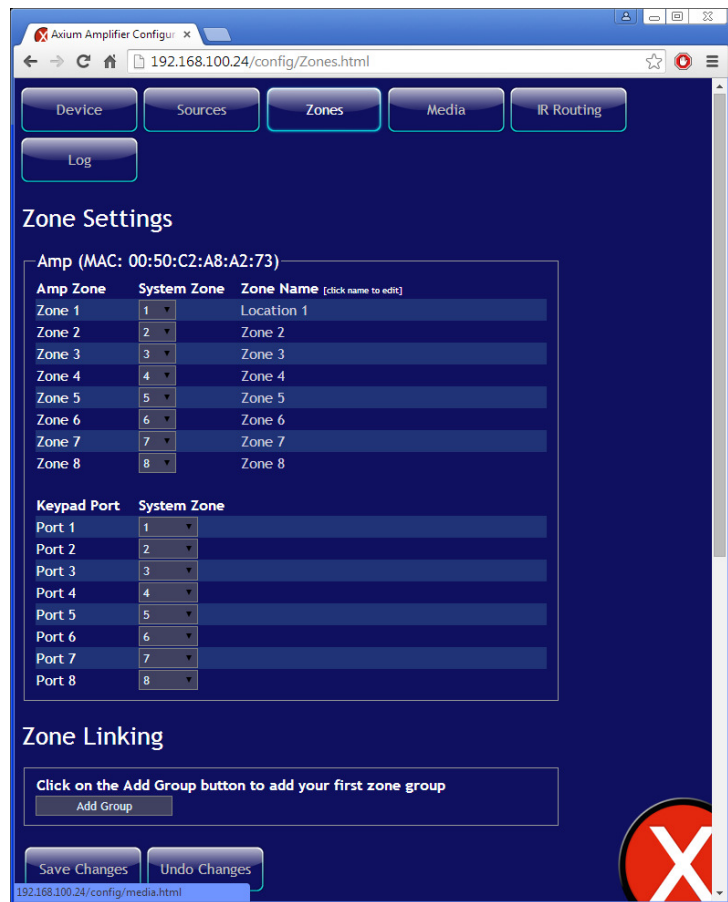 Axium Amplifier Configur
192.168.100.24/config/Zones.html
Device Sources Zones Media IR Routing
Log
Zone Settings
Amp (MAC: 00:50:C2:A8:A2:73)
Amp Zone System Zone Zone Name [click name to edit]
Zone 1 1 Location 1
Zone 2 2 Zone 2
Zone 3 3 Zone 3
Zone 4 4 Zone 4
Zone 5 5 Zone 5
Zone 6 6 Zone 6
Zone 7 7 Zone 7
Zone 8 8 Zone 8
Keypad Port System Zone
Port 1 1
Port 2 2
Port 3 3
Port 4 4
Port 5 5
Port 6 6
Port 7 7
Port 8 8
Zone Linking
Click on the Add Group button to add your first zone group
Add Group
Save Changes Undo Changes
192.168.100.24/config/media.html